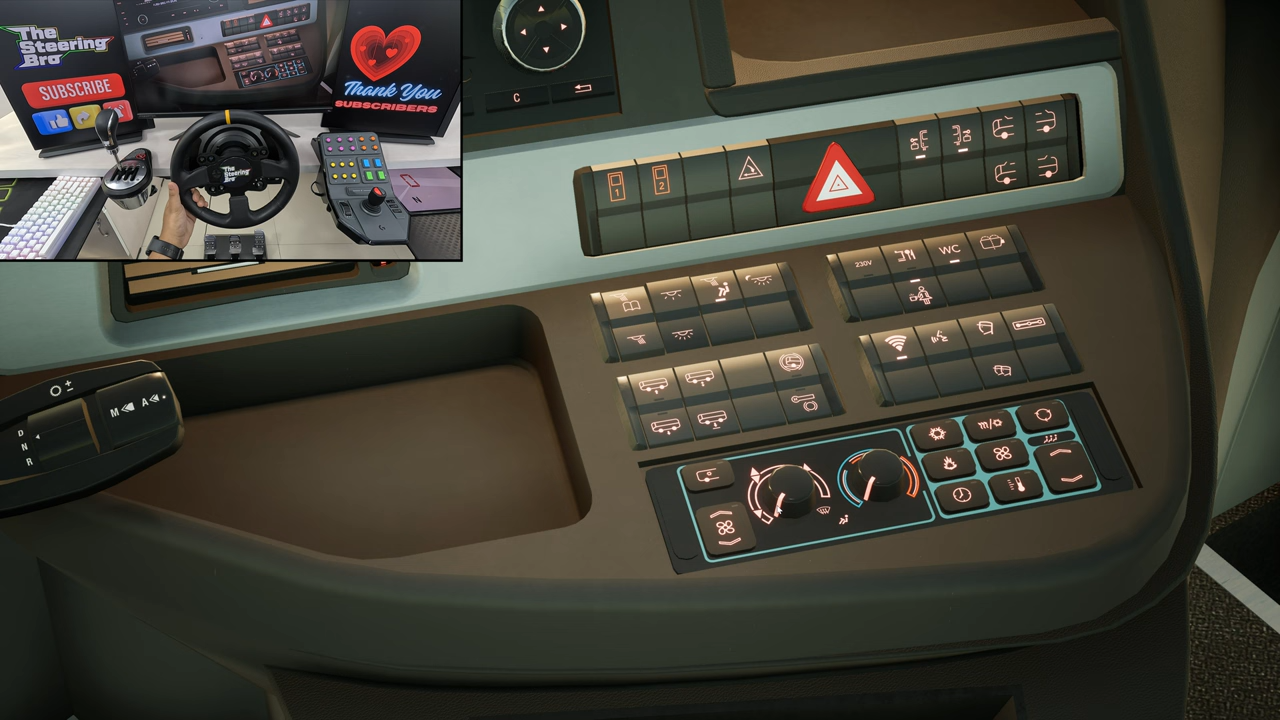 The
Steering
Bro
SUBSCRIBE
Thank You
SUBSCRIBERS
The
Steering
Bro
C
1
2
230V
WC
D
N
R
M
A